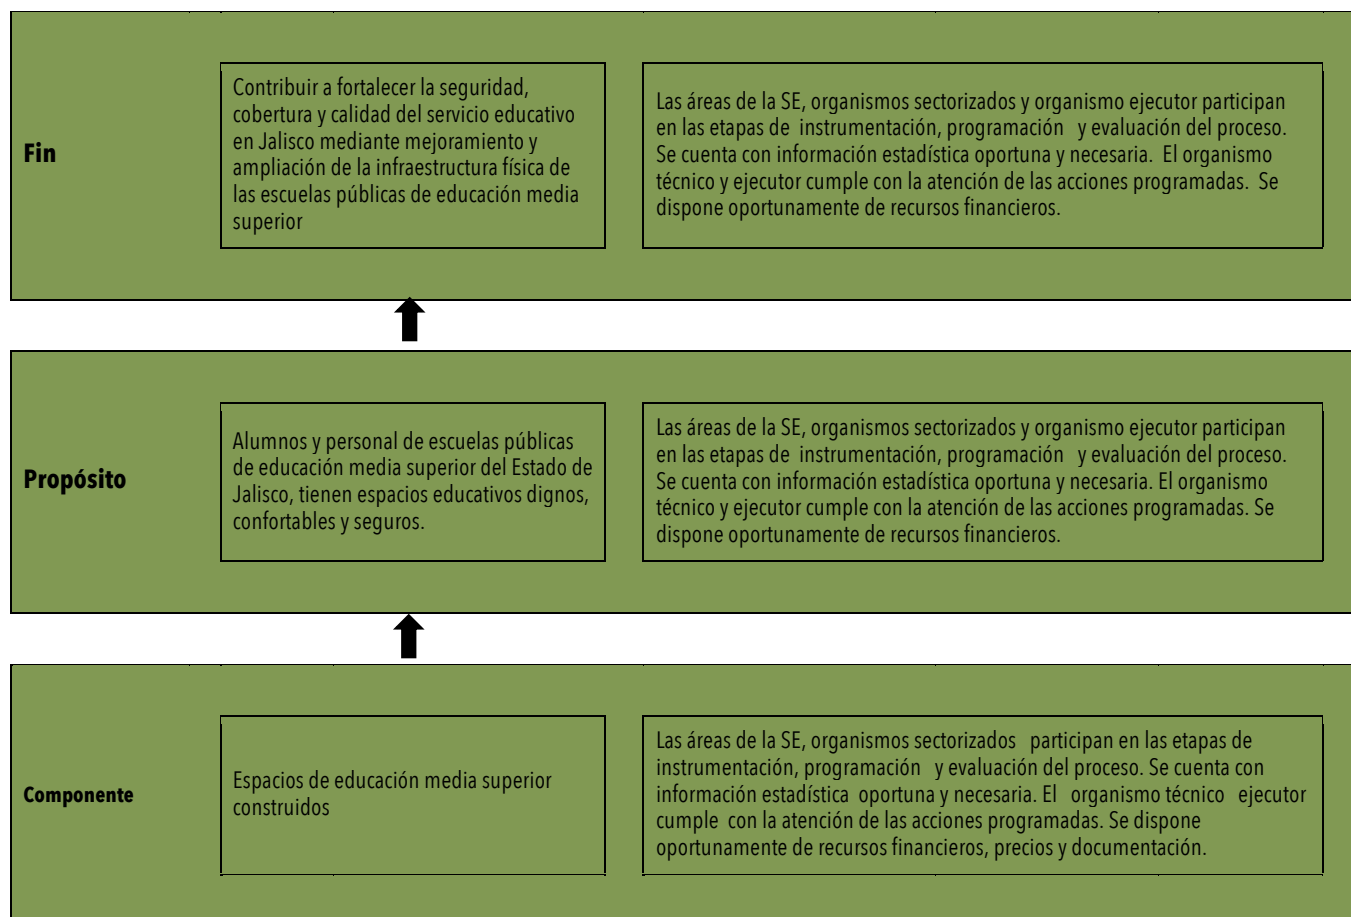 Fin
Contribuir a fortalecer la seguridad,
cobertura y calidad del servicio educativo
en Jalisco mediante mejoramiento y
ampliación de la infraestructura física de
las escuelas públicas de educación media
superior
Las áreas de la SE, organismos sectorizados y organismo ejecutor participan
en las etapas de instrumentación, programación y evaluación del proceso.
Se cuenta con información estadística oportuna y necesaria. El organismo
técnico y ejecutor cumple con la atención de las acciones programadas. Se
dispone oportunamente de recursos financieros.
Propósito
Alumnos y personal de escuelas públicas
de educación media superior del Estado de
Jalisco, tienen espacios educativos dignos,
confortables y seguros.
Las áreas de la SE, organismos sectorizados y organismo ejecutor participan
en las etapas de instrumentación, programación y evaluación del proceso.
Se cuenta con información estadística oportuna y necesaria. El organismo
técnico y ejecutor cumple con la atención de las acciones programadas. Se
dispone oportunamente de recursos financieros.
Componente
Espacios de educación media superior
construidos
Las áreas de la SE, organismos sectorizados participan en las etapas de
instrumentación, programación y evaluación del proceso. Se cuenta con
información estadística oportuna y necesaria. El organismo técnico ejecutor
cumple con la atención de las acciones programadas. Se dispone
oportunamente de recursos financieros, precios y documentación.